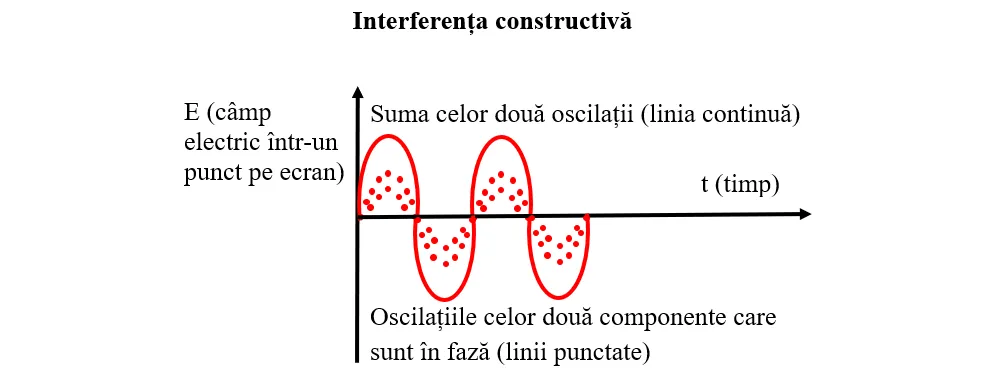 Interferența constructivă
E (câmp
electric într-un
punct pe ecran)
Suma celor două oscilații (linia continuă)
t (timp)
Oscilațiile celor două componente care
sunt în fază (linii punctate)